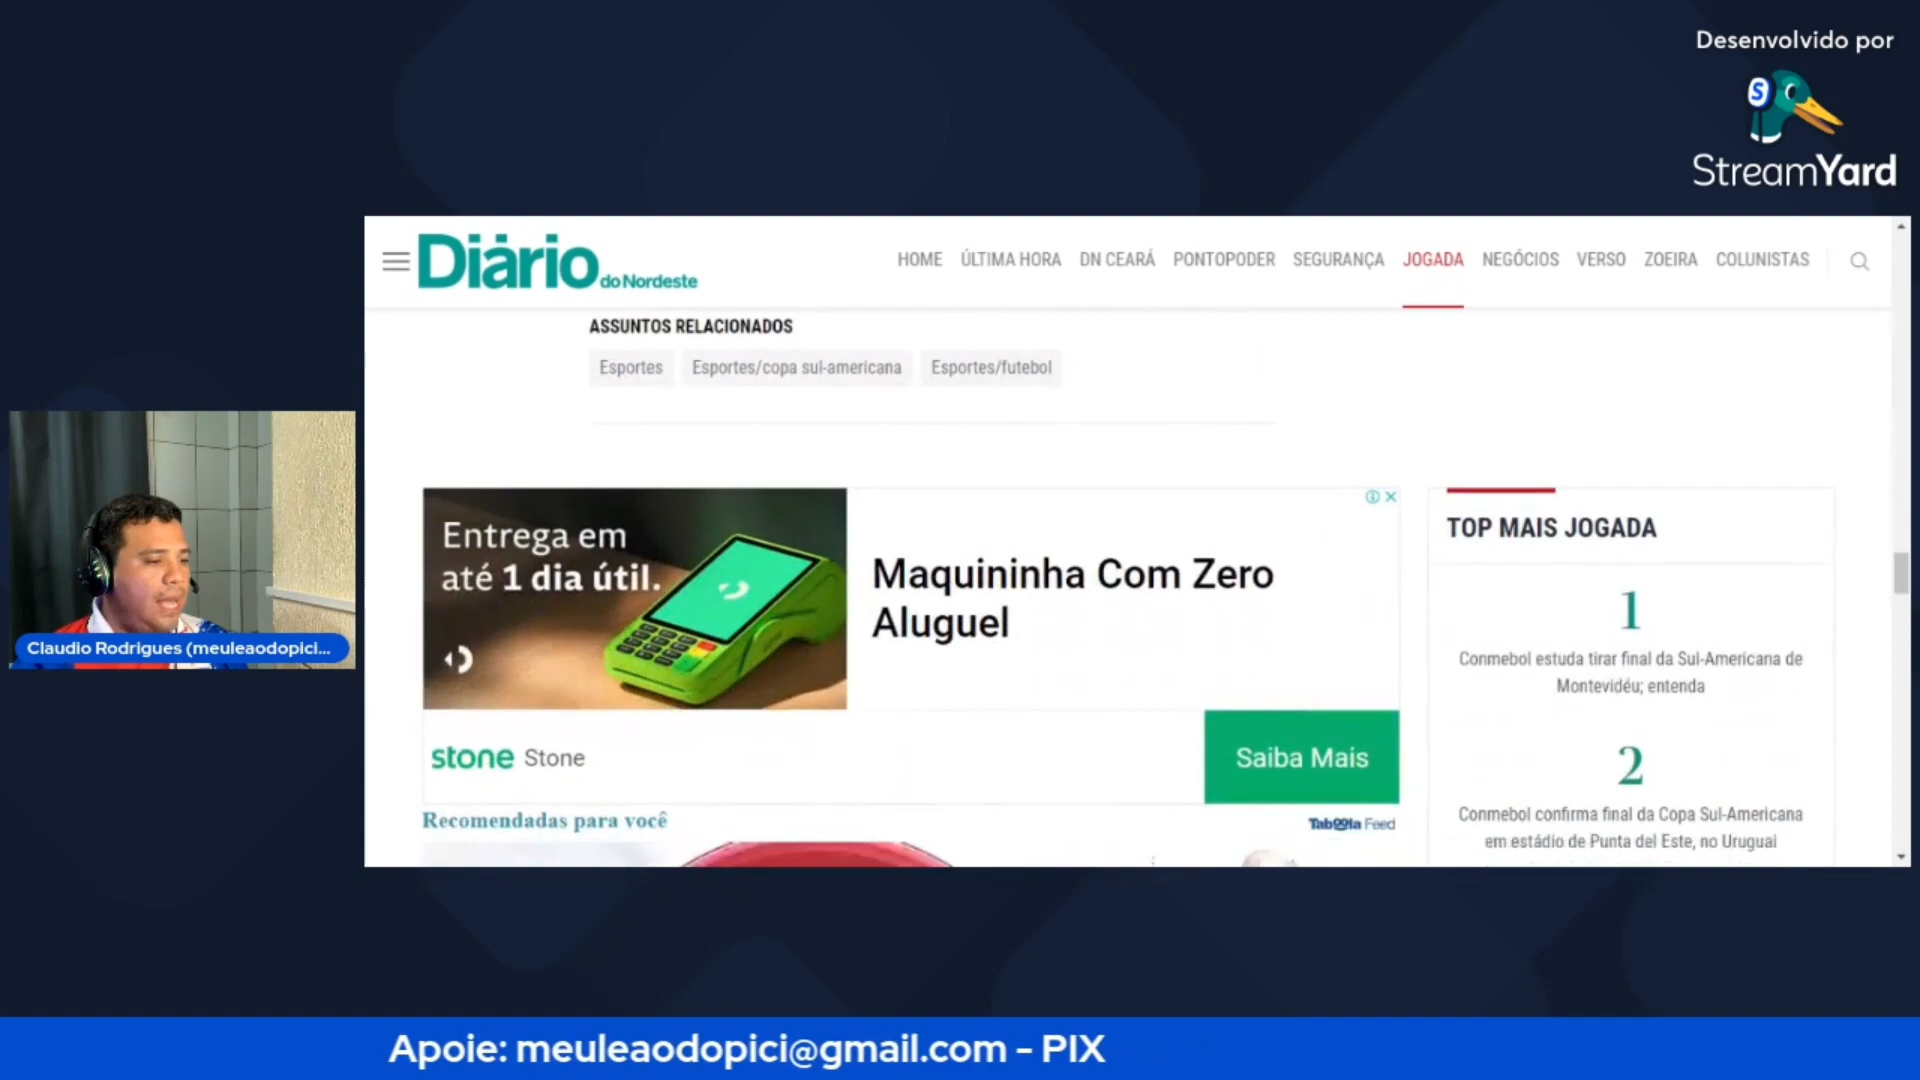 Desenvolvido por
S
StreamYard
Diário do Nordeste
HOME ÚLTIMA HORA DN CEARÁ PONTOPODER SEGURANÇA JOGADA NEGÓCIOS VERSO ZOEIRA COLUNISTAS
ASSUNTOS RELACIONADOS
Esportes Esportes/copa sul-americana Esportes/futebol
Entrega em
até 1 dia útil.
Maquininha Com Zero
Aluguel
stone Stone
Saiba Mais
Recomendadas para você
Taboola Feed
TOP MAIS JOGADA
1
Conmebol estuda tirar final da Sul-Americana de
Montevidéu; entenda
2
Conmebol confirma final da Copa Sul-Americana
em estádio de Punta del Este, no Uruguai
Claudio Rodrigues (meuleaodopici...
Apoie: meuleaodopici@gmail.com - PIX